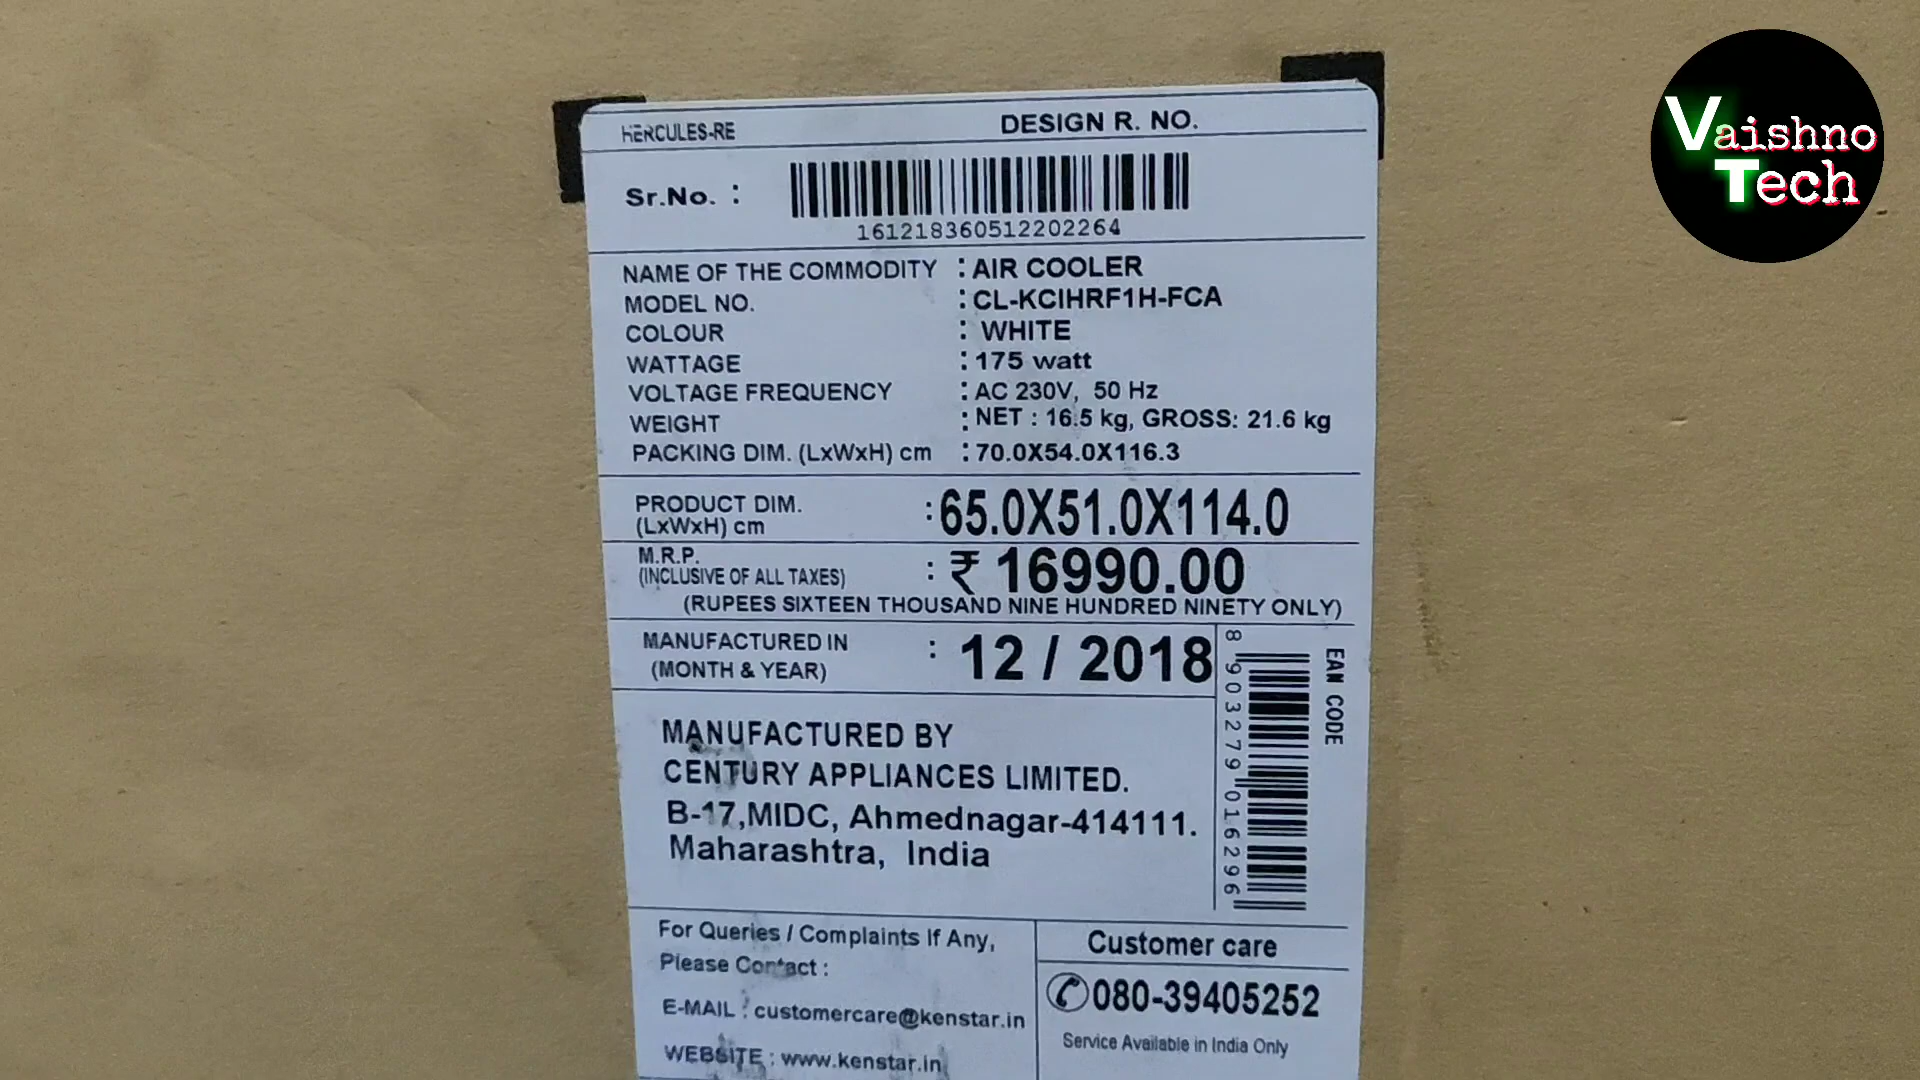 Vaishno
Tech
HERCULES-RE
DESIGN R. NO.
Sr.No. :
161218360512202264
NAME OF THE COMMODITY : AIR COOLER
MODEL NO. : CL-KCIHRF1H-FCA
COLOUR : WHITE
WATTAGE : 175 watt
VOLTAGE FREQUENCY : AC 230V, 50 Hz
WEIGHT : NET : 16.5 kg, GROSS: 21.6 kg
PACKING DIM. (LxWxH) cm : 70.0X54.0X116.3
PRODUCT DIM. : 65.0X51.0X114.0
(LxWxH) cm
M.R.P. : ₹ 16990.00
(INCLUSIVE OF ALL TAXES)
(RUPEES SIXTEEN THOUSAND NINE HUNDRED NINETY ONLY)
MANUFACTURED IN : 12 / 2018
(MONTH & YEAR)
EAN CODE
8 903279 016296
MANUFACTURED BY
CENTURY APPLIANCES LIMITED.
B-17,MIDC, Ahmednagar-414111.
Maharashtra, India
For Queries / Complaints If Any,
Please Contact :
E-MAIL : customercare@kenstar.in
WEBSITE : www.kenstar.in
Customer care
080-39405252
Service Available in India Only